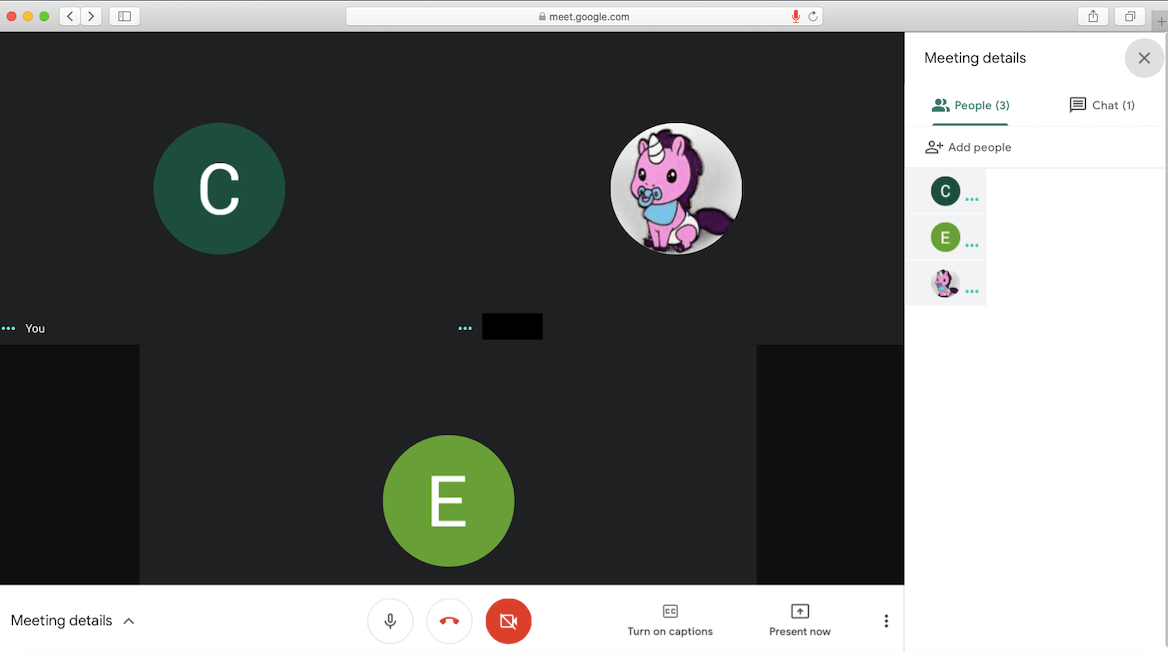 meet.google.com
C
You
E
Meeting details
Turn on captions
Present now
Meeting details
People (3)
Chat (1)
Add people
C
E
CC